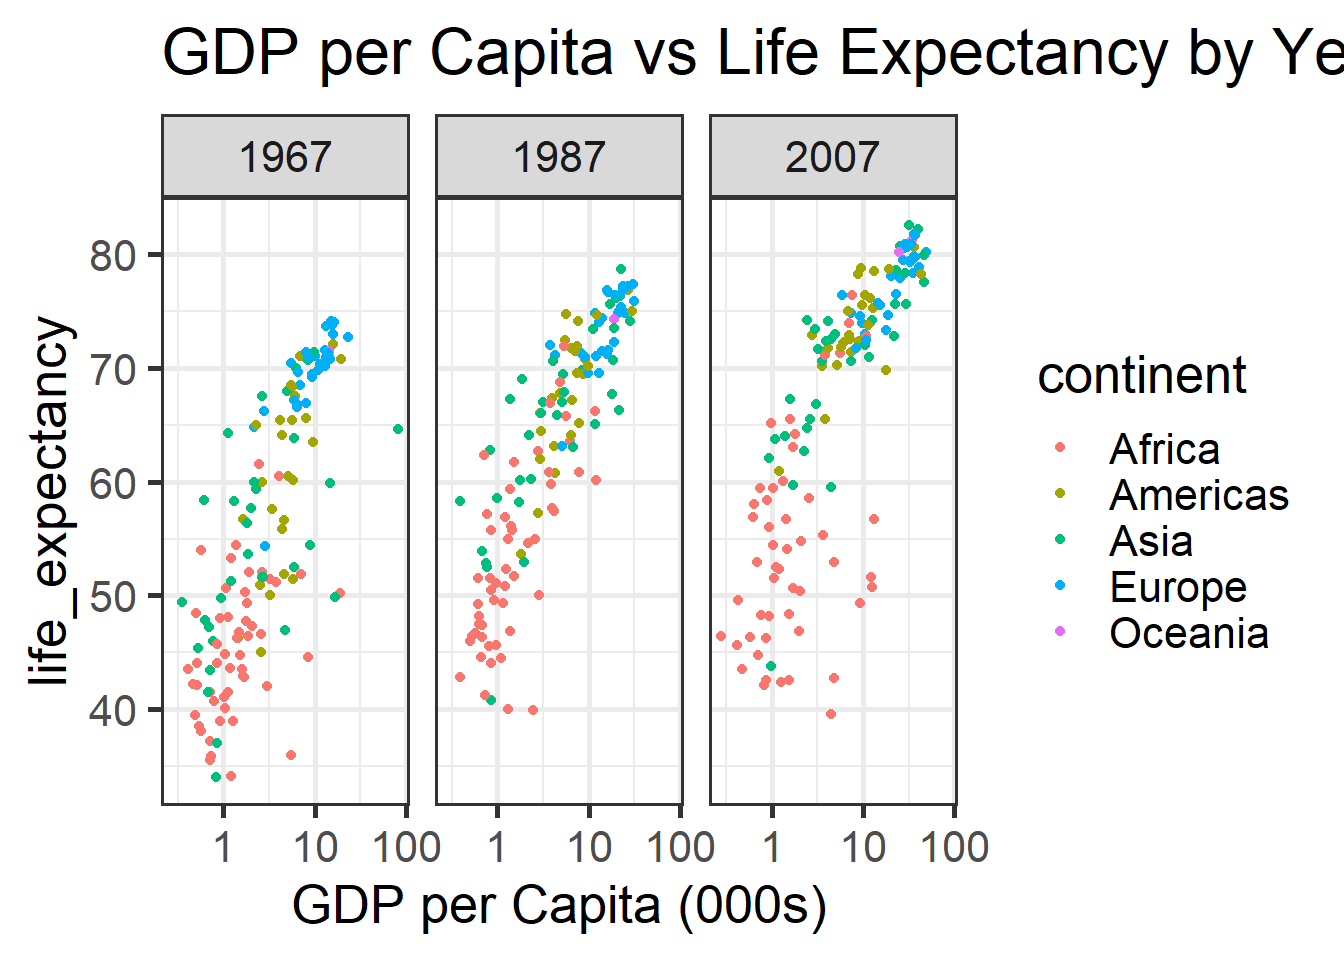 GDP per Capita vs Life Expectancy by Ye
1967 1987 2007
80
70
60
50
40
life_expectancy
1 10 100 1 10 100 1 10 100
GDP per Capita (000s)
continent
Africa
Americas
Asia
Europe
Oceania